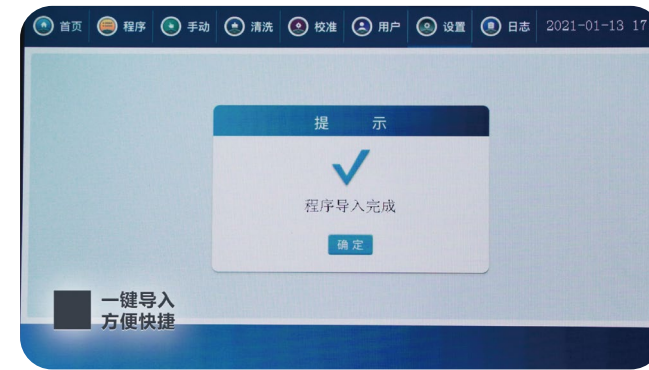 首页 程序 手动 清洗 校准 用户 设置 日志 2021-01-13 17
提 示
程序导入完成
确定
一键导入
方便快捷